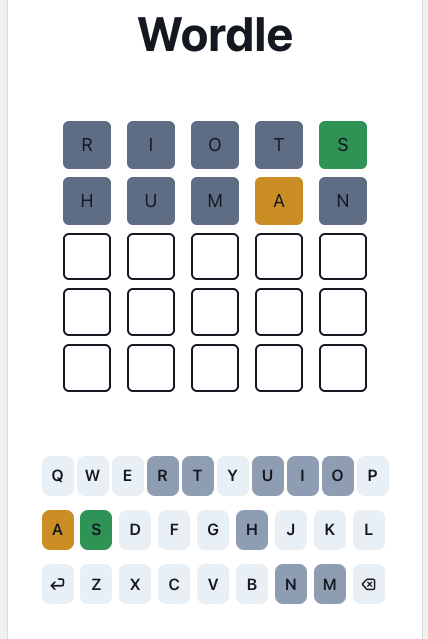 Wordle
R I O T S
H U M A N
Q W E R T Y U I O P
A S D F G H J K L
Z X C V B N M